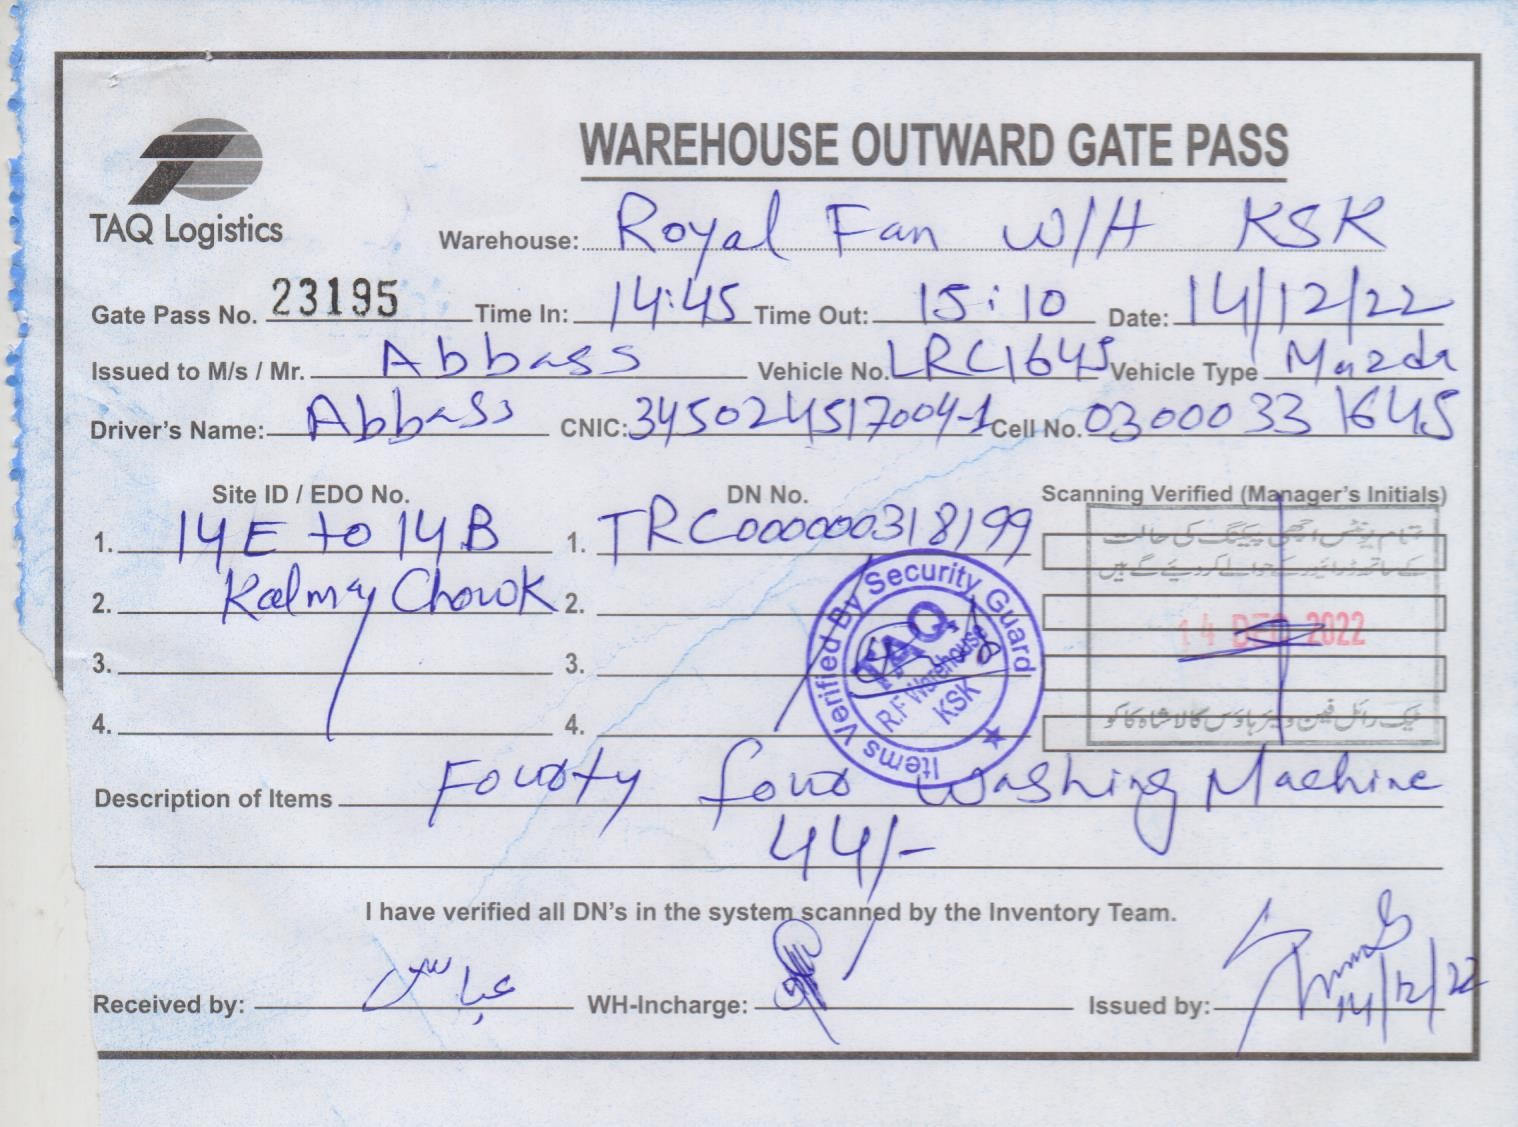 TAQ Logistics
WAREHOUSE OUTWARD GATE PASS
Warehouse: Royal Fan W/H KSK
Gate Pass No. 23195 Time In: 14:45 Time Out: 15:10 Date: 14/12/22
Issued to M/s / Mr. Abbass Vehicle No. LRC1645 Vehicle Type Mazda
Driver's Name: Abbass CNIC: 345024517004-1 Cell No. 03000331645
Site ID / EDO No. DN No. Scanning Verified (Manager's Initials)
1. 14E to 14B 1. TRC000000318199
2. Kalmay Chowk 2.
3. 3.
4. 4.
تمام یونٹس اچھی پیکنگ کی حالت
کے ساتھ ڈرائیور کے حوالے کر دیئے گئے ہیں
14 DEC 2022
ٹیک رائل فین ویئر ہاؤس کالا شاہ کاکو
Items Verified By Security Guard
TAQ
R.F Warehouse
KSK
Description of Items Fourty four Washing Machine
44/-
I have verified all DN's in the system scanned by the Inventory Team.
Received by: عباس WH-Incharge: Issued by: 14/12/22